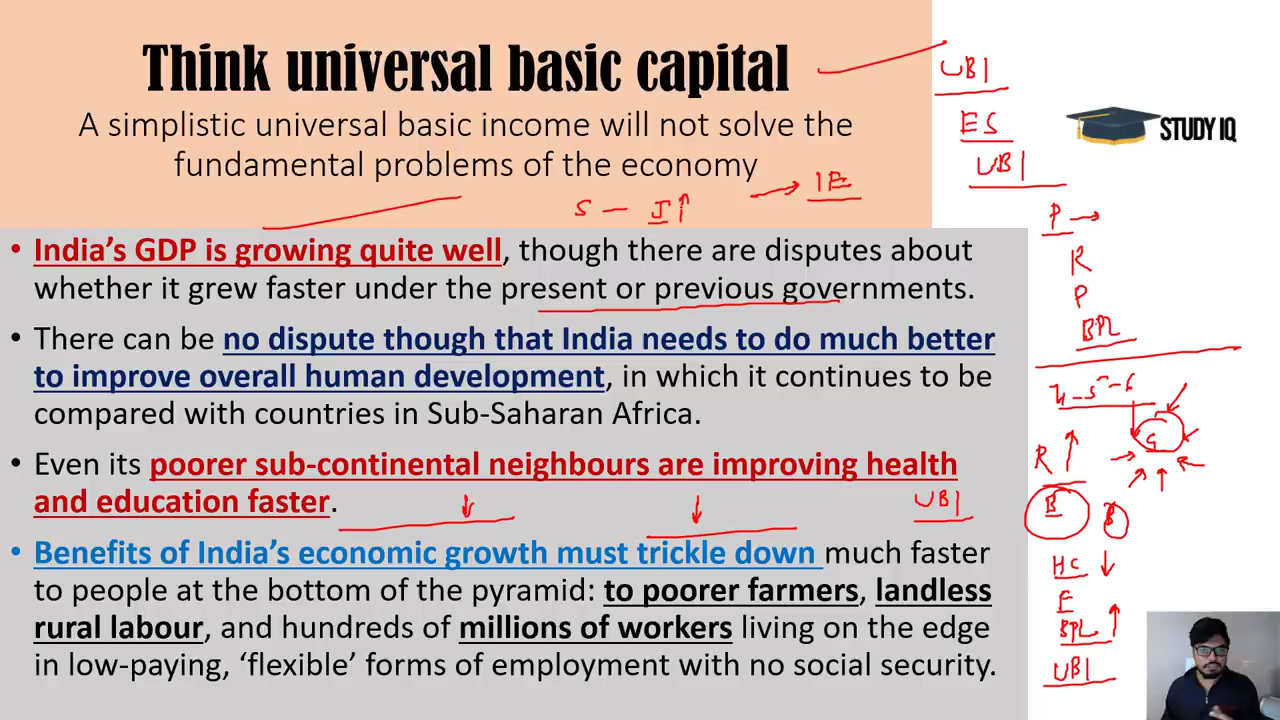 Think universal basic capital
A simplistic universal basic income will not solve the
fundamental problems of the economy
• India's GDP is growing quite well, though there are disputes about
whether it grew faster under the present or previous governments.
• There can be no dispute though that India needs to do much better
to improve overall human development, in which it continues to be
compared with countries in Sub-Saharan Africa.
• Even its poorer sub-continental neighbours are improving health
and education faster.
• Benefits of India's economic growth must trickle down much faster
to people at the bottom of the pyramid: to poorer farmers, landless
rural labour, and hundreds of millions of workers living on the edge
in low-paying, 'flexible' forms of employment with no social security.
STUDY IQ
UBI
ES
UBI
P →
R
P
BPL
4-5-6
G
R ↑
B
B
HC ↓
E
BPL ↑
UBI
S — J↑
→ IE
UBI